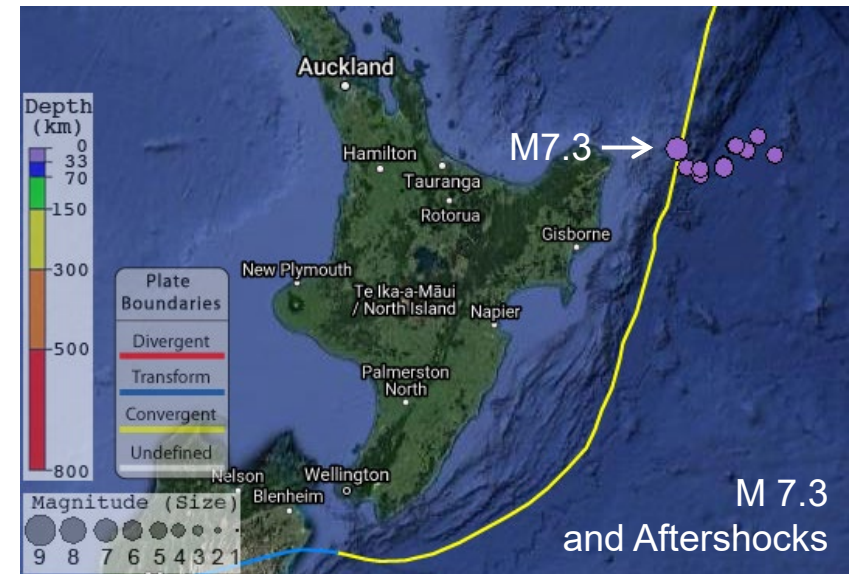 Auckland
Depth
(km)
0
33
70
150
300
500
800
Hamilton
M7.3
Tauranga
Rotorua
Gisborne
New Plymouth
Te Ika-a-Māui
/ North Island
Napier
Plate
Boundaries
Divergent
Transform
Convergent
Undefined
Palmerston
North
Nelson
Wellington
Blenheim
Magnitude (Size)
9 8 7 6 5 4 3 2 1
M 7.3
and Aftershocks